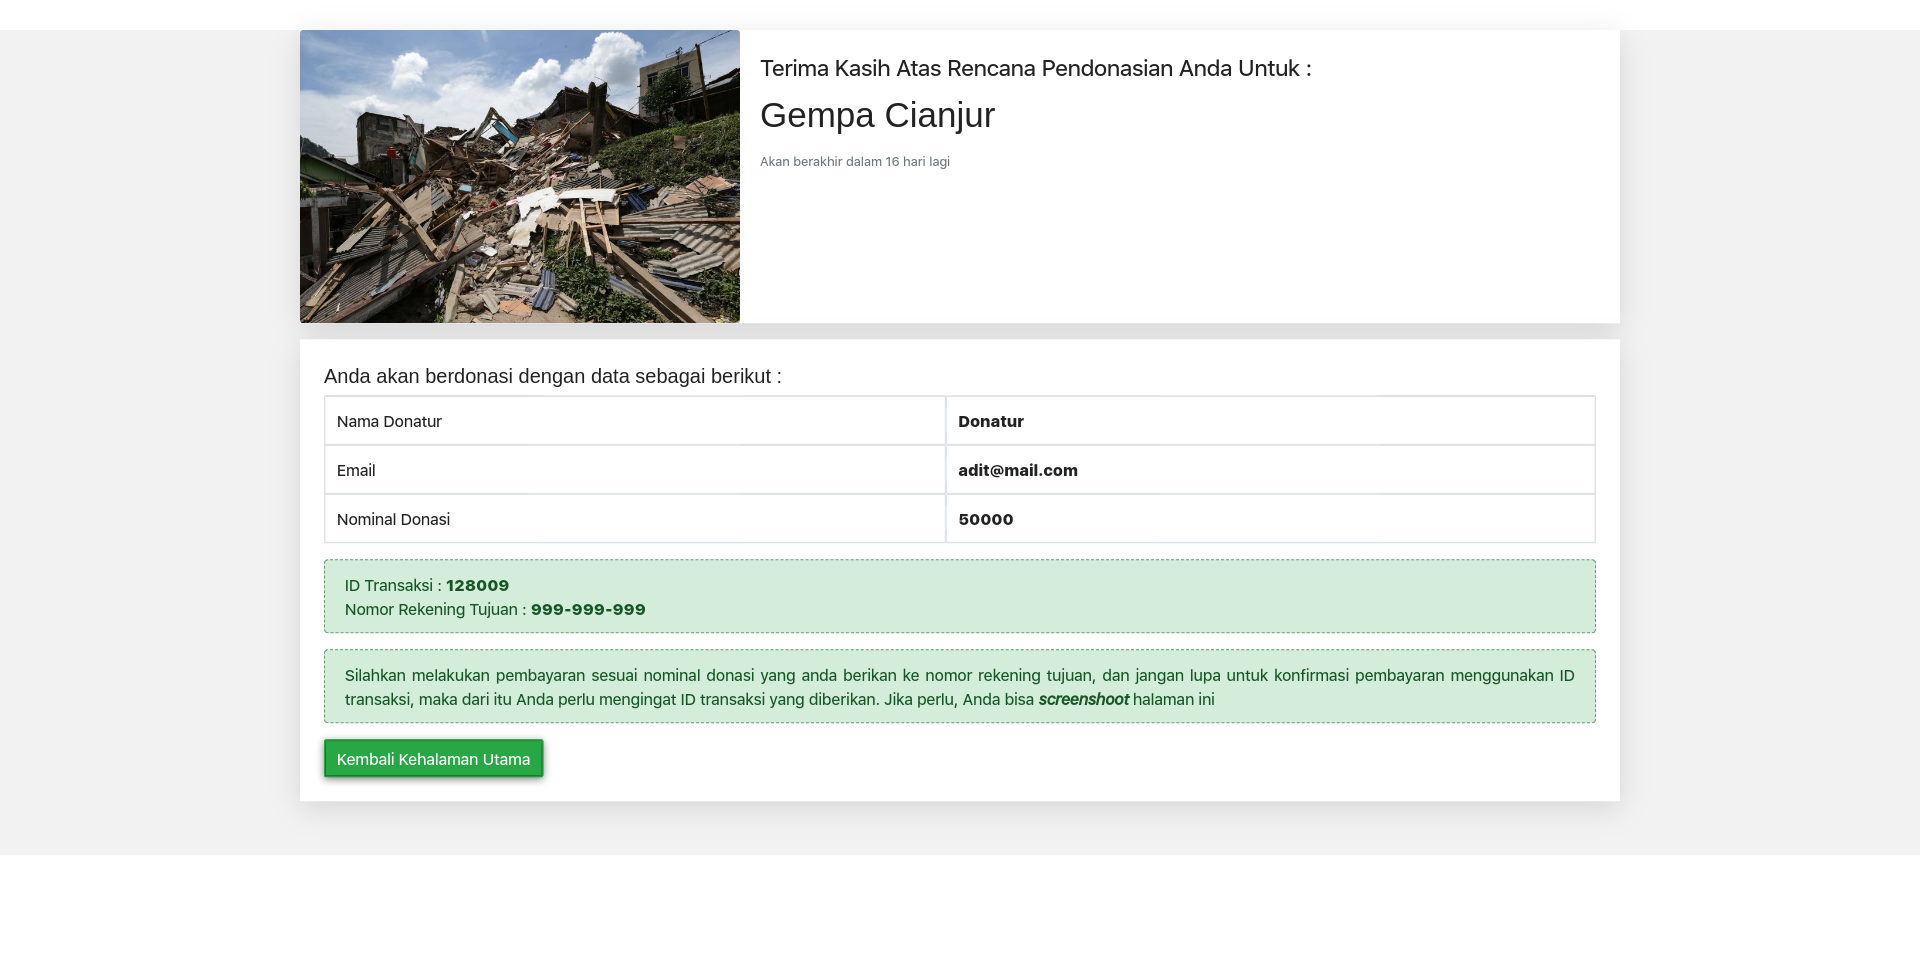 Terima Kasih Atas Rencana Pendonasian Anda Untuk :
Gempa Cianjur
Akan berakhir dalam 16 hari lagi
Anda akan berdonasi dengan data sebagai berikut :
Nama Donatur Donatur
Email adit@mail.com
Nominal Donasi 50000
ID Transaksi : 128009
Nomor Rekening Tujuan : 999-999-999
Silahkan melakukan pembayaran sesuai nominal donasi yang anda berikan ke nomor rekening tujuan, dan jangan lupa untuk konfirmasi pembayaran menggunakan ID
transaksi, maka dari itu Anda perlu mengingat ID transaksi yang diberikan. Jika perlu, Anda bisa screenshoot halaman ini
Kembali Kehalaman Utama